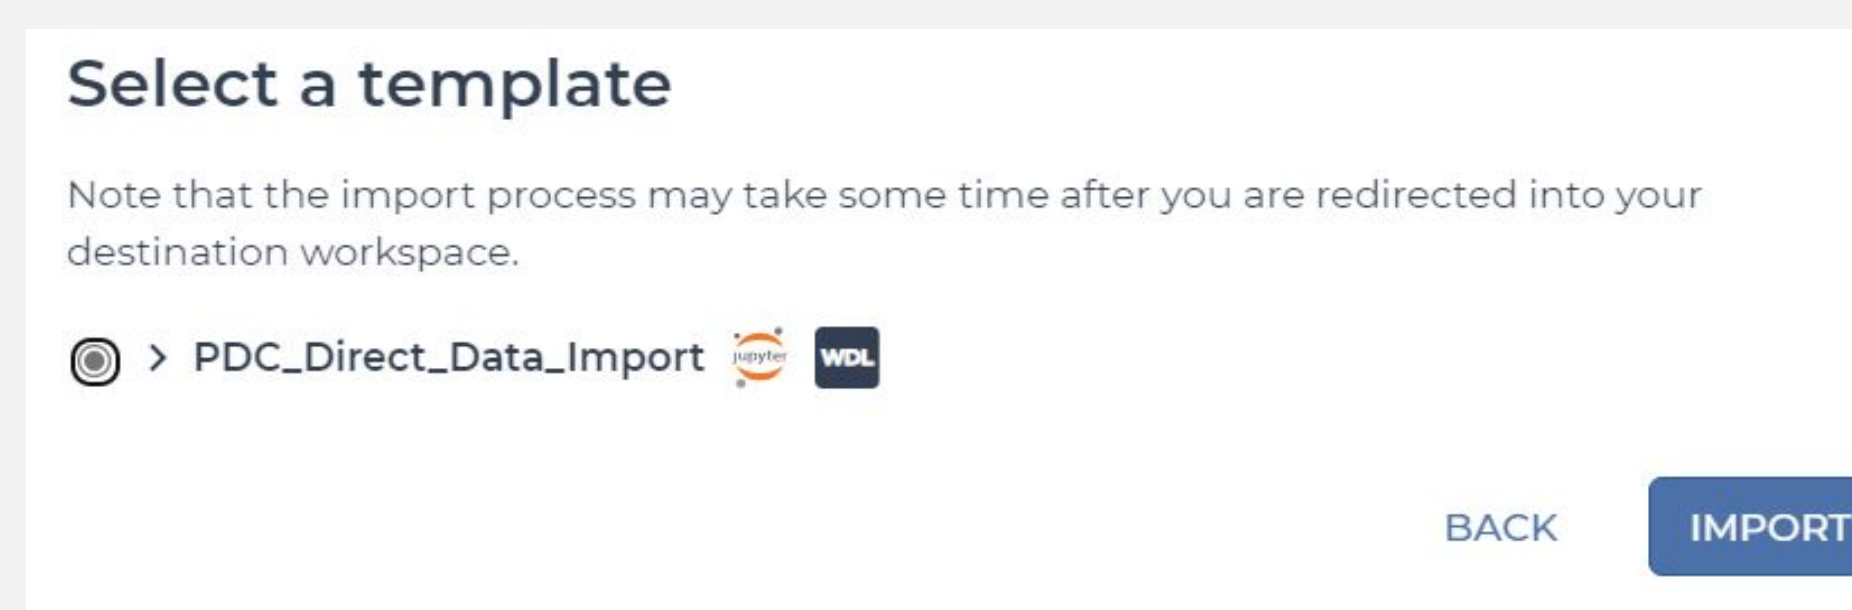 Select a template
Note that the import process may take some time after you are redirected into your
destination workspace.
PDC_Direct_Data_Import jupyter WDL
BACK IMPORT